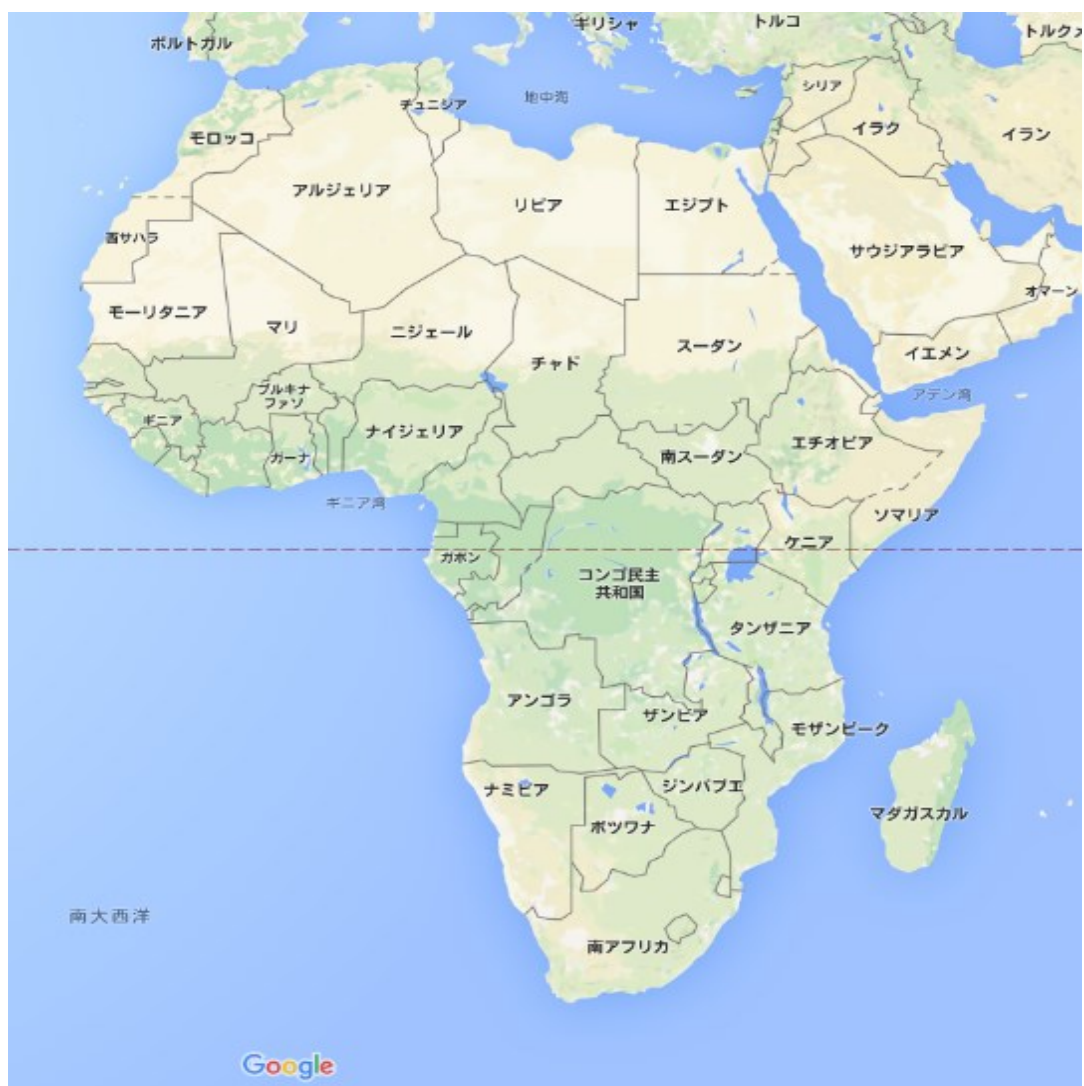 ポルトガル
ギリシャ
トルコ
トルクメ
チュニジア
地中海
シリア
モロッコ
イラク
イラン
アルジェリア
リビア
エジプト
西サハラ
サウジアラビア
モーリタニア
マリ
ニジェール
チャド
スーダン
オマーン
イエメン
アデン湾
ブルキナ
ファソ
ギニア
ナイジェリア
ガーナ
エチオピア
南スーダン
ギニア湾
ソマリア
ケニア
ガボン
コンゴ民主
共和国
タンザニア
アンゴラ
ザンビア
モザンビーク
ナミビア
ジンバブエ
ボツワナ
マダガスカル
南大西洋
南アフリカ
Google